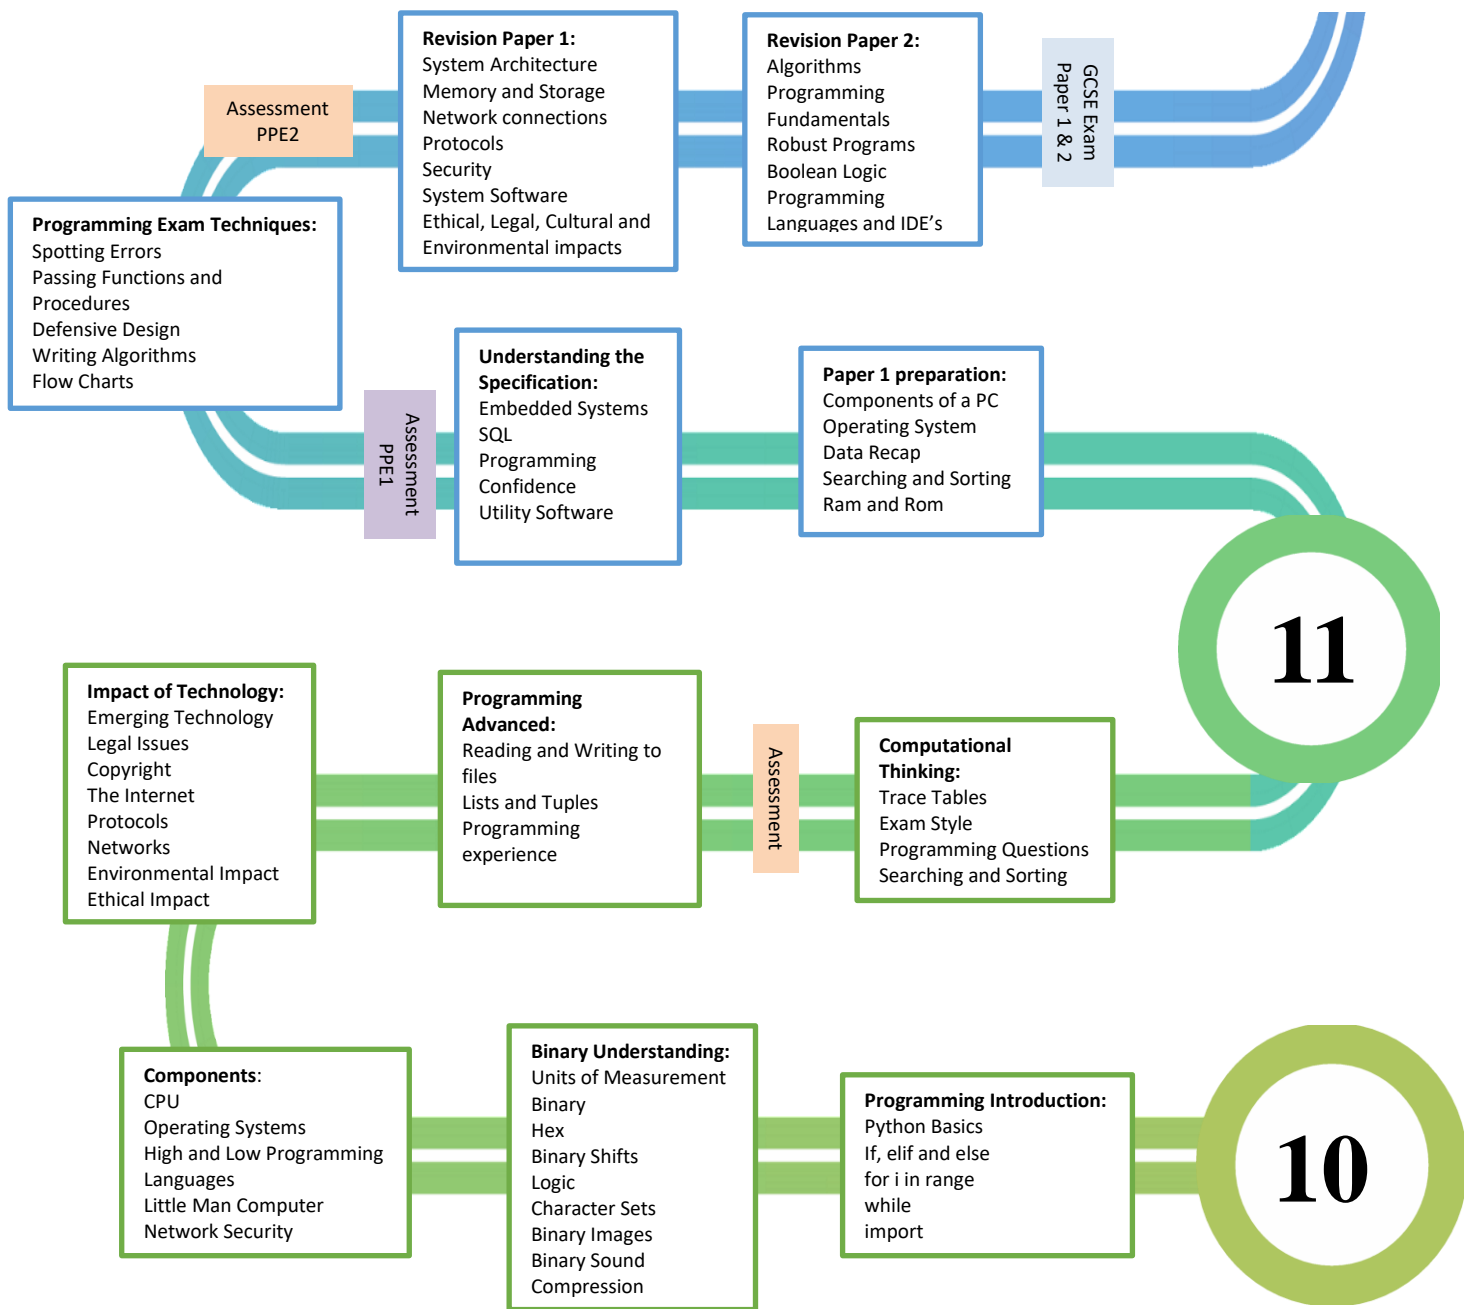 Revision Paper 1:
System Architecture
Memory and Storage
Network connections
Protocols
Security
System Software
Ethical, Legal, Cultural and
Environmental impacts
Revision Paper 2:
Algorithms
Programming
Fundamentals
Robust Programs
Boolean Logic
Programming
Languages and IDE's
GCSE Exam
Paper 1 & 2
Assessment
PPE2
Programming Exam Techniques:
Spotting Errors
Passing Functions and
Procedures
Defensive Design
Writing Algorithms
Flow Charts
Assessment
PPE1
Understanding the
Specification:
Embedded Systems
SQL
Programming
Confidence
Utility Software
Paper 1 preparation:
Components of a PC
Operating System
Data Recap
Searching and Sorting
Ram and Rom
11
Impact of Technology:
Emerging Technology
Legal Issues
Copyright
The Internet
Protocols
Networks
Environmental Impact
Ethical Impact
Programming
Advanced:
Reading and Writing to
files
Lists and Tuples
Programming
experience
Assessment
Computational
Thinking:
Trace Tables
Exam Style
Programming Questions
Searching and Sorting
Components:
CPU
Operating Systems
High and Low Programming
Languages
Little Man Computer
Network Security
Binary Understanding:
Units of Measurement
Binary
Hex
Binary Shifts
Logic
Character Sets
Binary Images
Binary Sound
Compression
Programming Introduction:
Python Basics
If, elif and else
for i in range
while
import
10